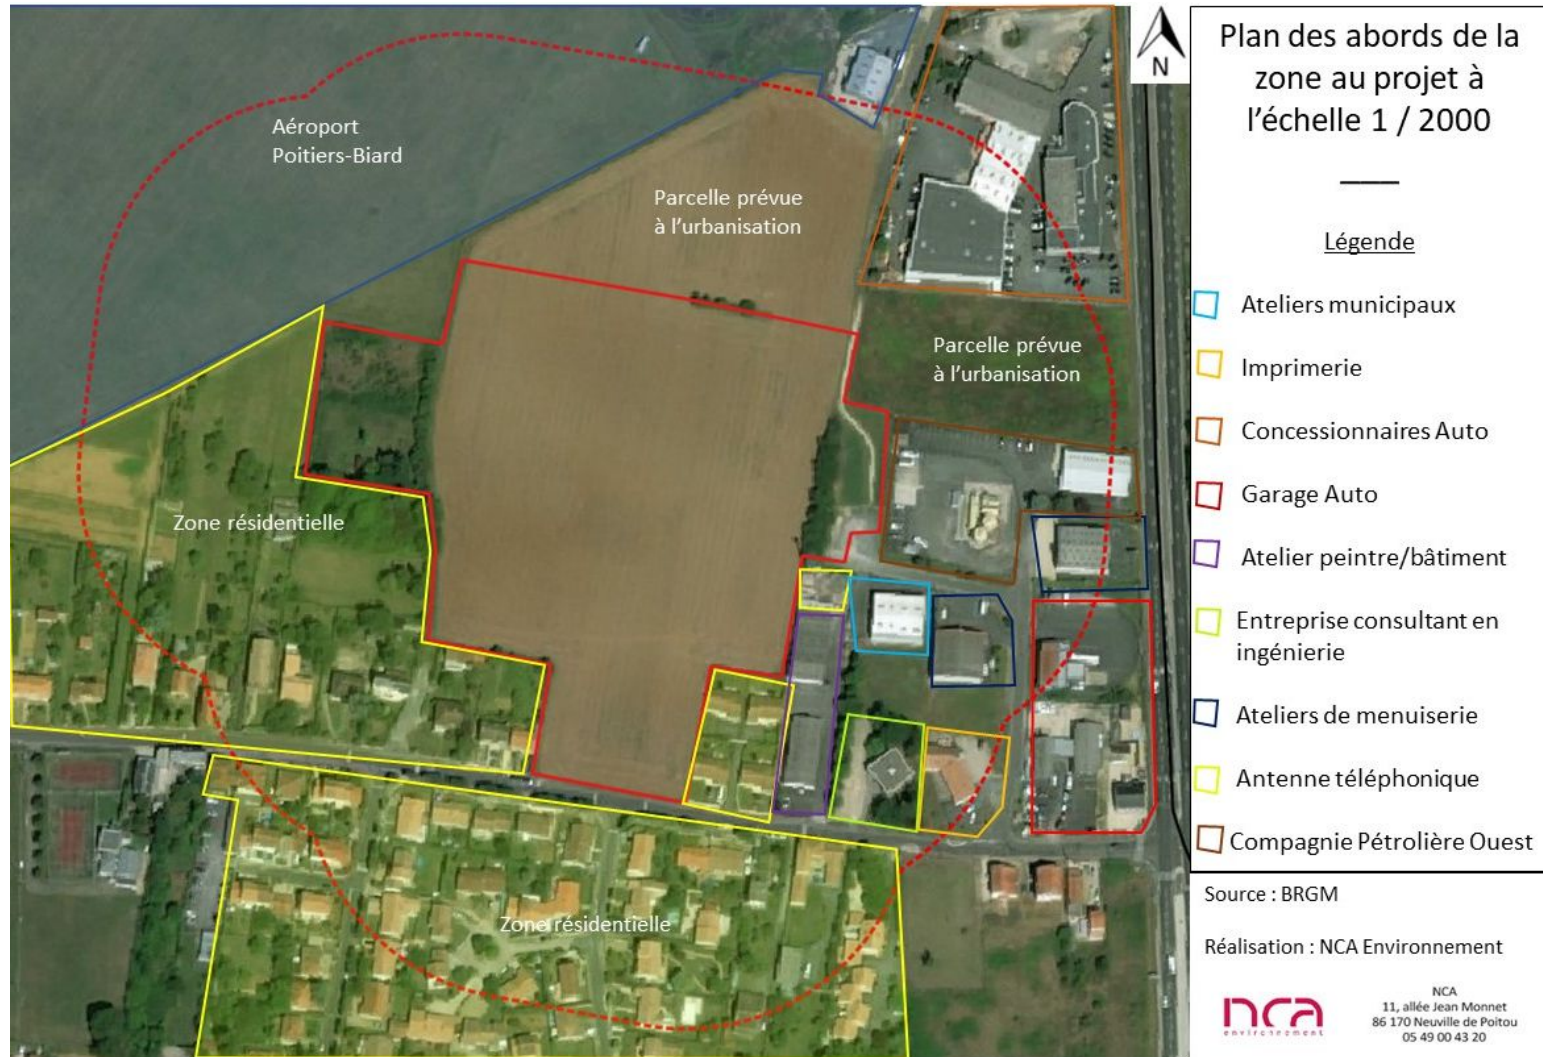 Aéroport
Poitiers-Biard
Parcelle prévue
à l’urbanisation
Parcelle prévue
à l’urbanisation
Zone résidentielle
Zone résidentielle
N
Plan des abords de la
zone au projet à
l’échelle 1 / 2000
Légende
Ateliers municipaux
Imprimerie
Concessionnaires Auto
Garage Auto
Atelier peintre/bâtiment
Entreprise consultant en
ingénierie
Ateliers de menuiserie
Antenne téléphonique
Compagnie Pétrolière Ouest
Source : BRGM
Réalisation : NCA Environnement
nca
environnement
NCA
11, allée Jean Monnet
86 170 Neuville de Poitou
05 49 00 43 20